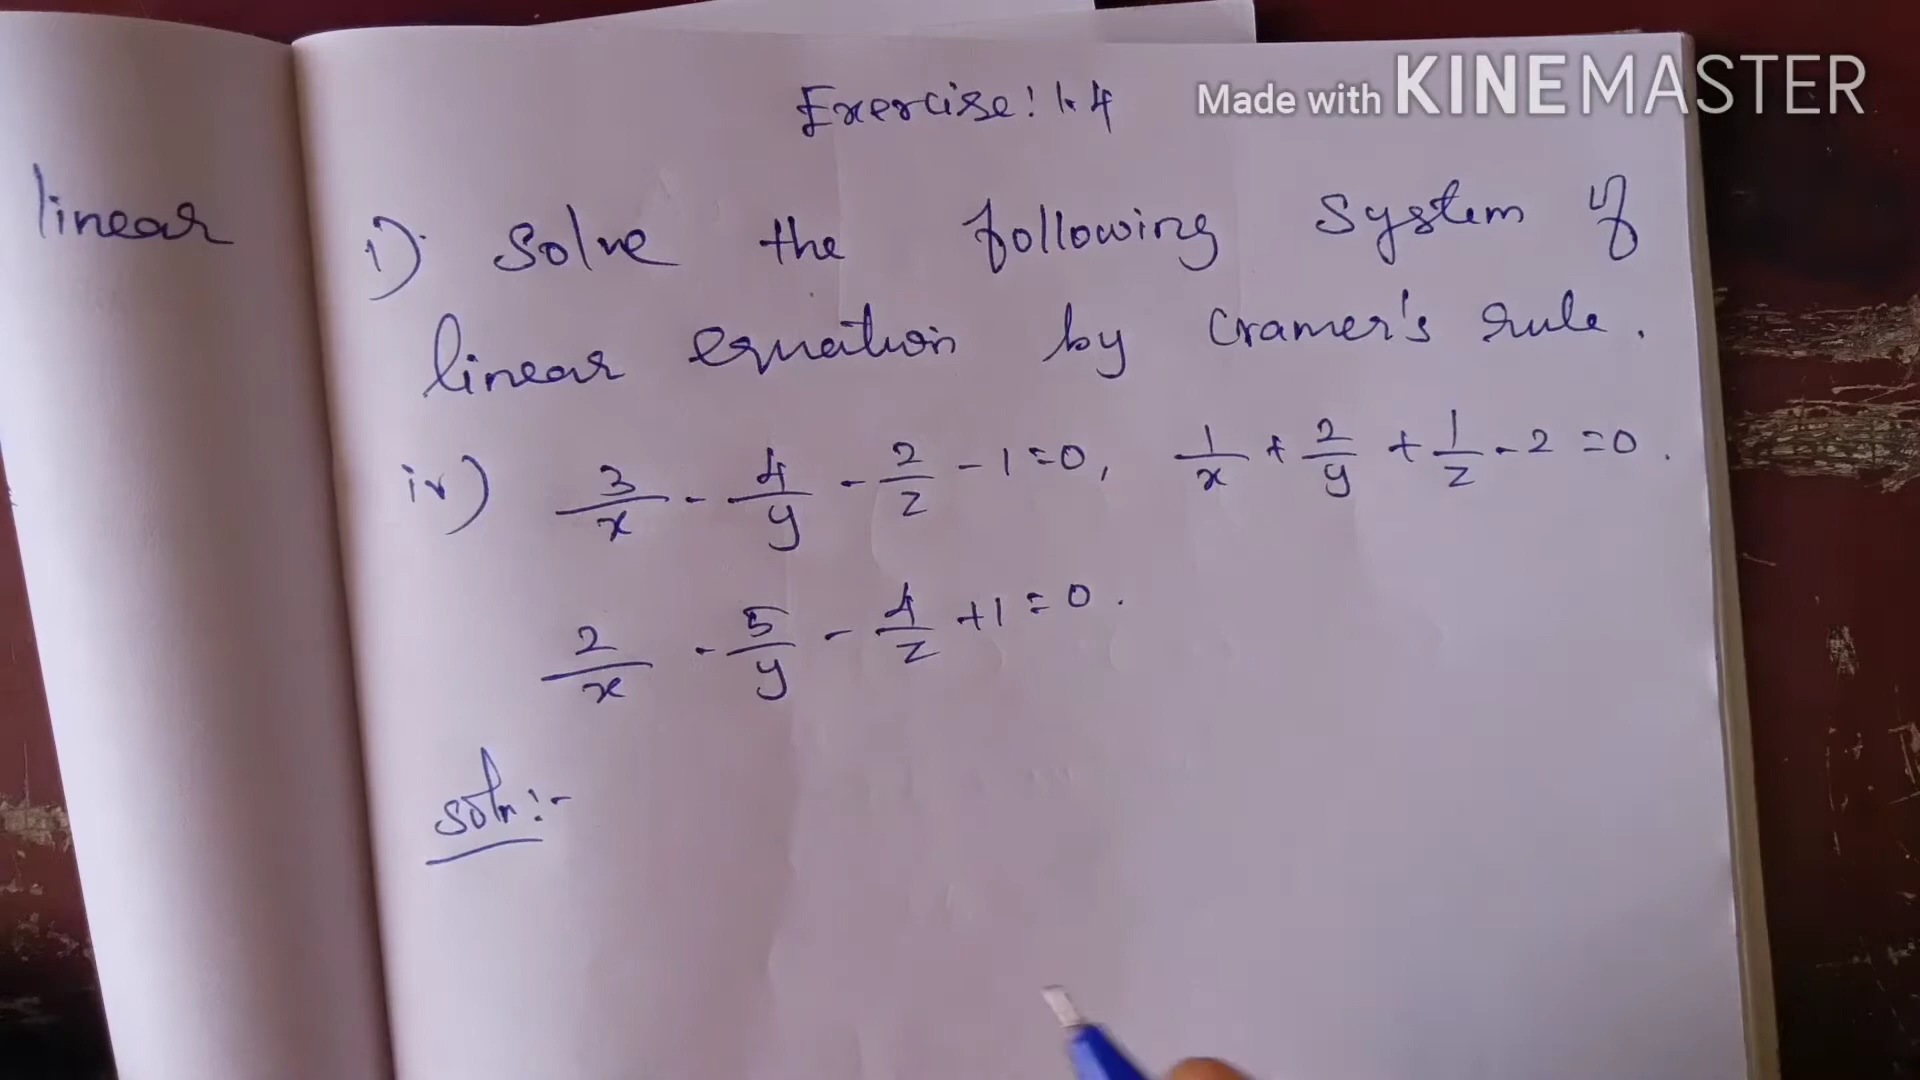 Exercise: 1.4
Made with KINEMASTER
linear
1). Solve the following System of
linear equation by Cramer's rule.
iv) 3/x - 4/y - 2/z - 1 = 0, 1/x + 2/y + 1/z - 2 = 0.
2/x - 5/y - 4/z + 1 = 0.
soln:-